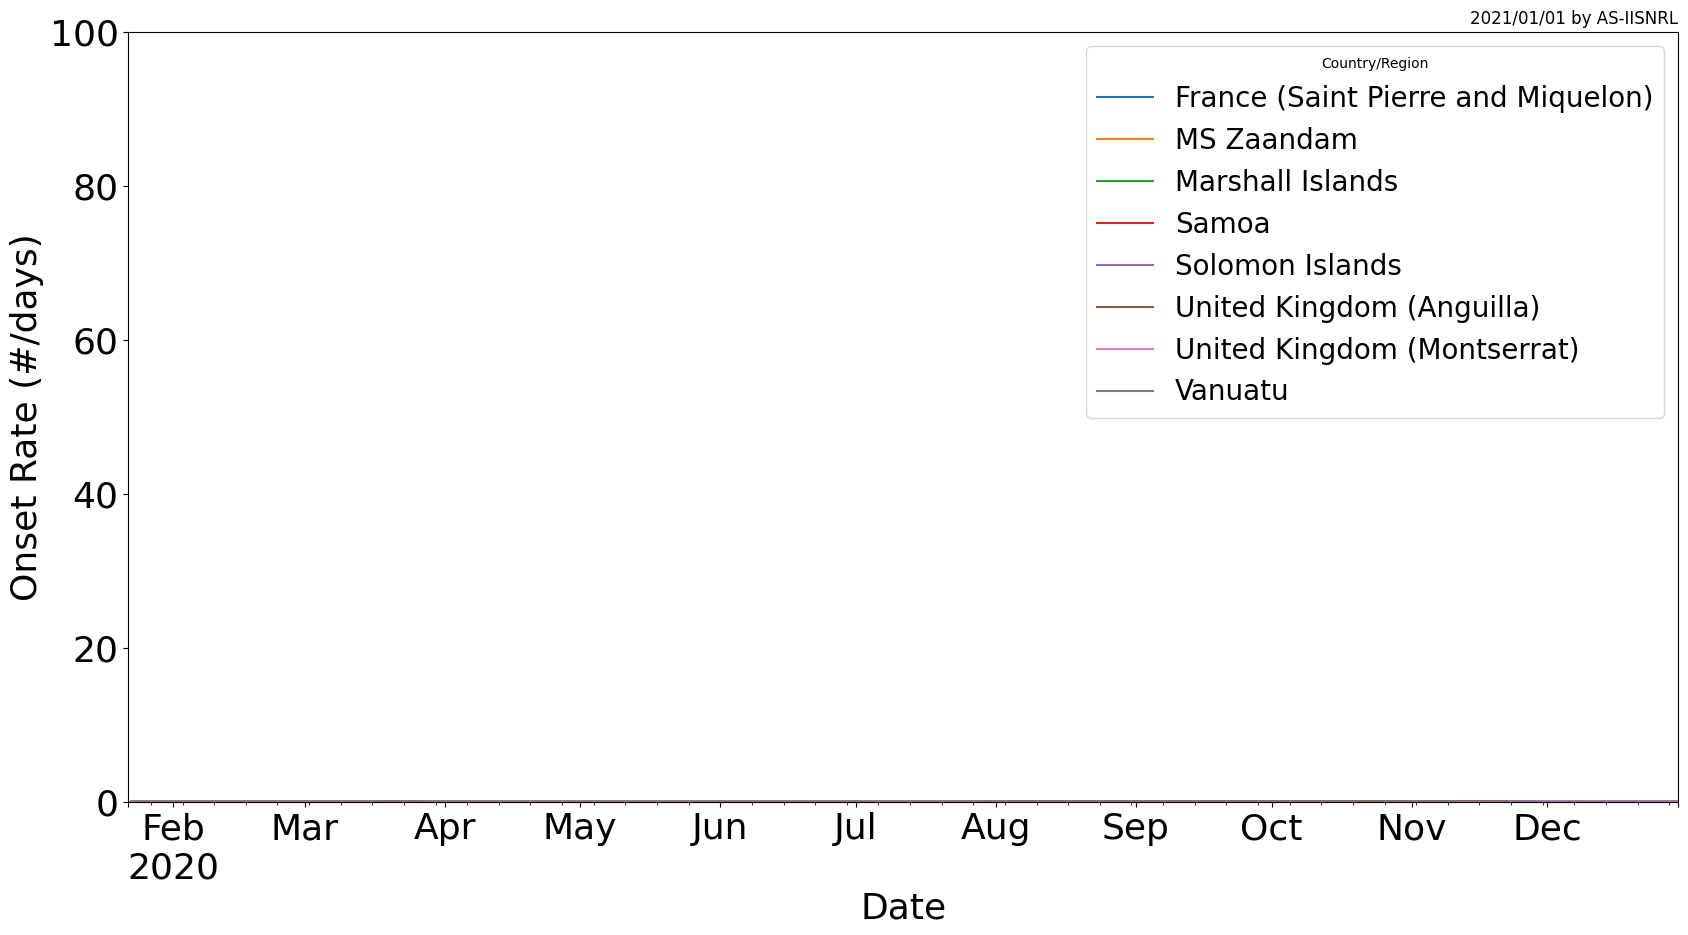 2021/01/01 by AS-IISNRL
100
80
60
40
20
0
Onset Rate (#/days)
Country/Region
France (Saint Pierre and Miquelon)
MS Zaandam
Marshall Islands
Samoa
Solomon Islands
United Kingdom (Anguilla)
United Kingdom (Montserrat)
Vanuatu
Feb Mar Apr May Jun Jul Aug Sep Oct Nov Dec
2020
Date